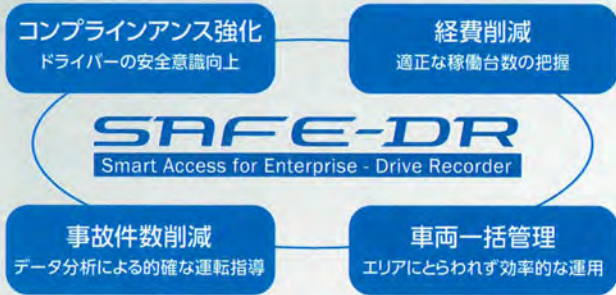 コンプラインアンス強化
ドライバーの安全意識向上
経費削減
適正な稼働台数の把握
SAFE-DR
Smart Access for Enterprise - Drive Recorder
事故件数削減
データ分析による的確な運転指導
車両一括管理
エリアにとらわれず効率的な運用